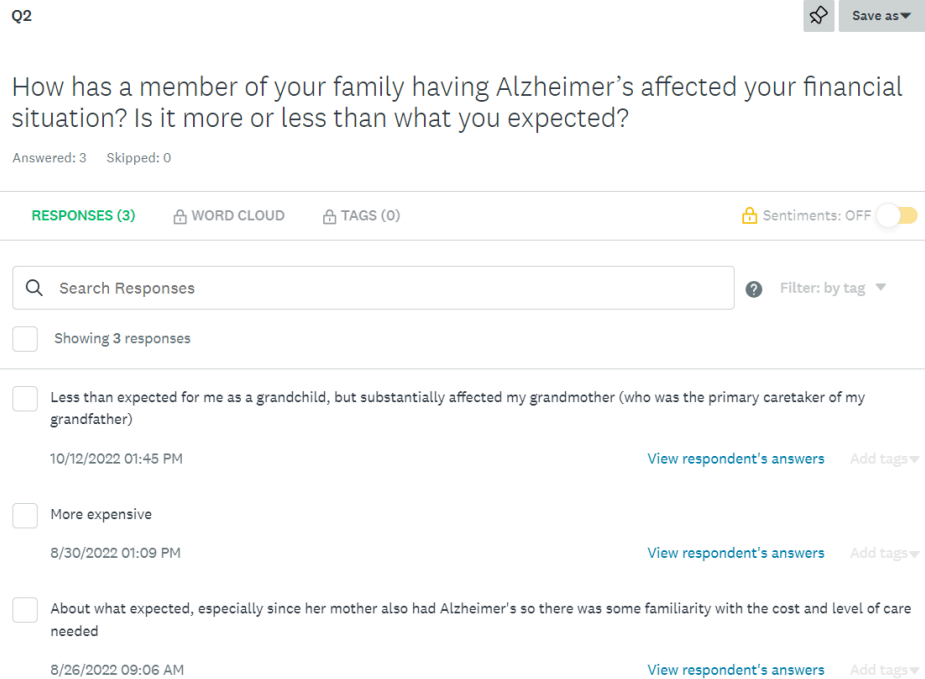 Q2
Save as
How has a member of your family having Alzheimer’s affected your financial
situation? Is it more or less than what you expected?
Answered: 3 Skipped: 0
RESPONSES (3) WORD CLOUD TAGS (0) Sentiments: OFF
Search Responses ? Filter: by tag
Showing 3 responses
Less than expected for me as a grandchild, but substantially affected my grandmother (who was the primary caretaker of my
grandfather)
10/12/2022 01:45 PM View respondent's answers Add tags
More expensive
8/30/2022 01:09 PM View respondent's answers Add tags
About what expected, especially since her mother also had Alzheimer's so there was some familiarity with the cost and level of care
needed
8/26/2022 09:06 AM View respondent's answers Add tags